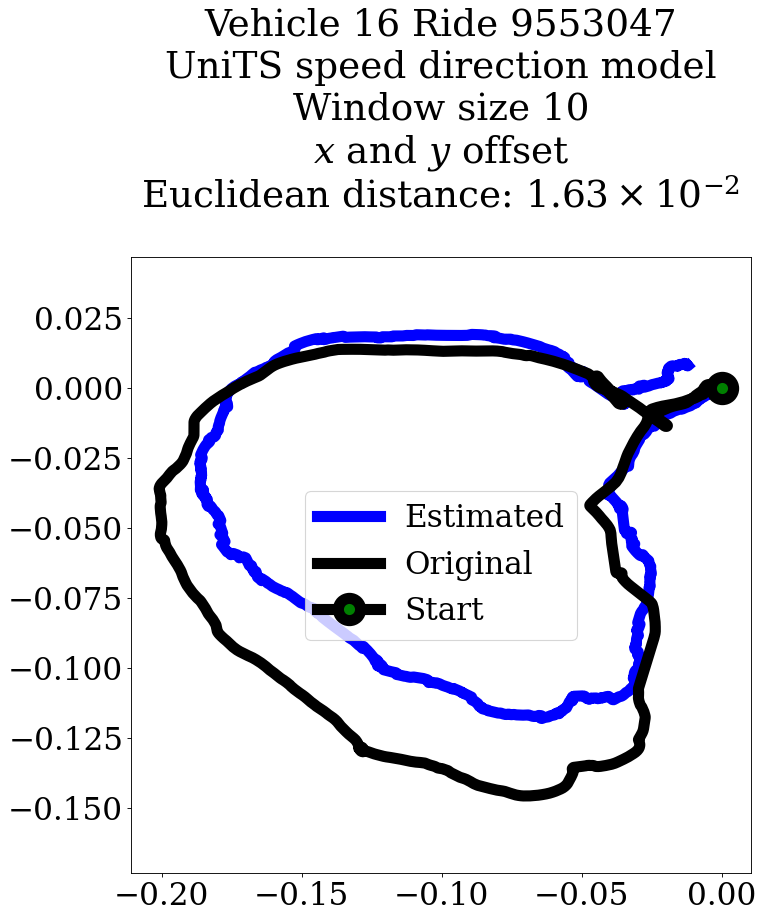 Vehicle 16 Ride 9553047
UniTS speed direction model
Window size 10
x and y offset
Euclidean distance: 1.63 × 10⁻²
0.025
0.000
−0.025
−0.050
−0.075
−0.100
−0.125
−0.150
Estimated
Original
Start
−0.20 −0.15 −0.10 −0.05 0.00